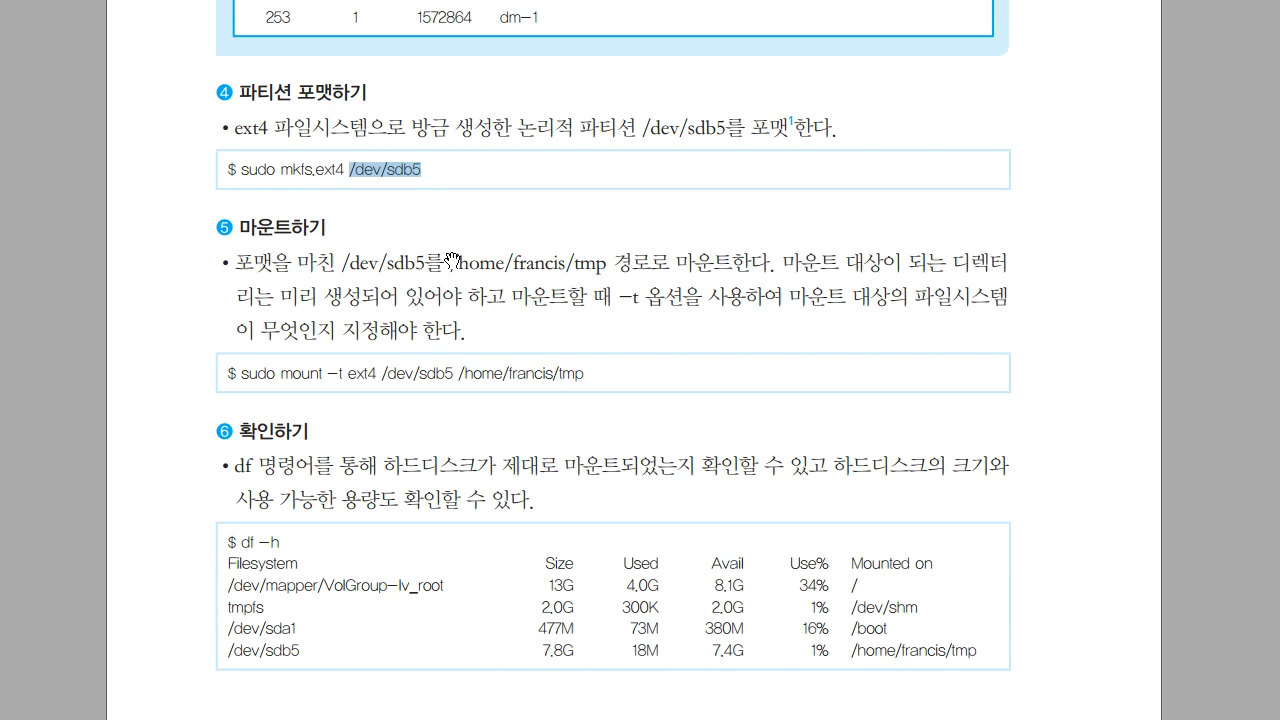 253 1 1572864 dm-1
❹ 파티션 포맷하기
• ext4 파일시스템으로 방금 생성한 논리적 파티션 /dev/sdb5를 포맷1한다.
$ sudo mkfs.ext4 /dev/sdb5
❺ 마운트하기
• 포맷을 마친 /dev/sdb5를 /home/francis/tmp 경로로 마운트한다. 마운트 대상이 되는 디렉터
리는 미리 생성되어 있어야 하고 마운트할 때 –t 옵션을 사용하여 마운트 대상의 파일시스템
이 무엇인지 지정해야 한다.
$ sudo mount –t ext4 /dev/sdb5 /home/francis/tmp
❻ 확인하기
• df 명령어를 통해 하드디스크가 제대로 마운트되었는지 확인할 수 있고 하드디스크의 크기와
사용 가능한 용량도 확인할 수 있다.
$ df –h
Filesystem Size Used Avail Use% Mounted on
/dev/mapper/VolGroup–lv_root 13G 4.0G 8.1G 34% /
tmpfs 2.0G 300K 2.0G 1% /dev/shm
/dev/sda1 477M 73M 380M 16% /boot
/dev/sdb5 7.8G 18M 7.4G 1% /home/francis/tmp